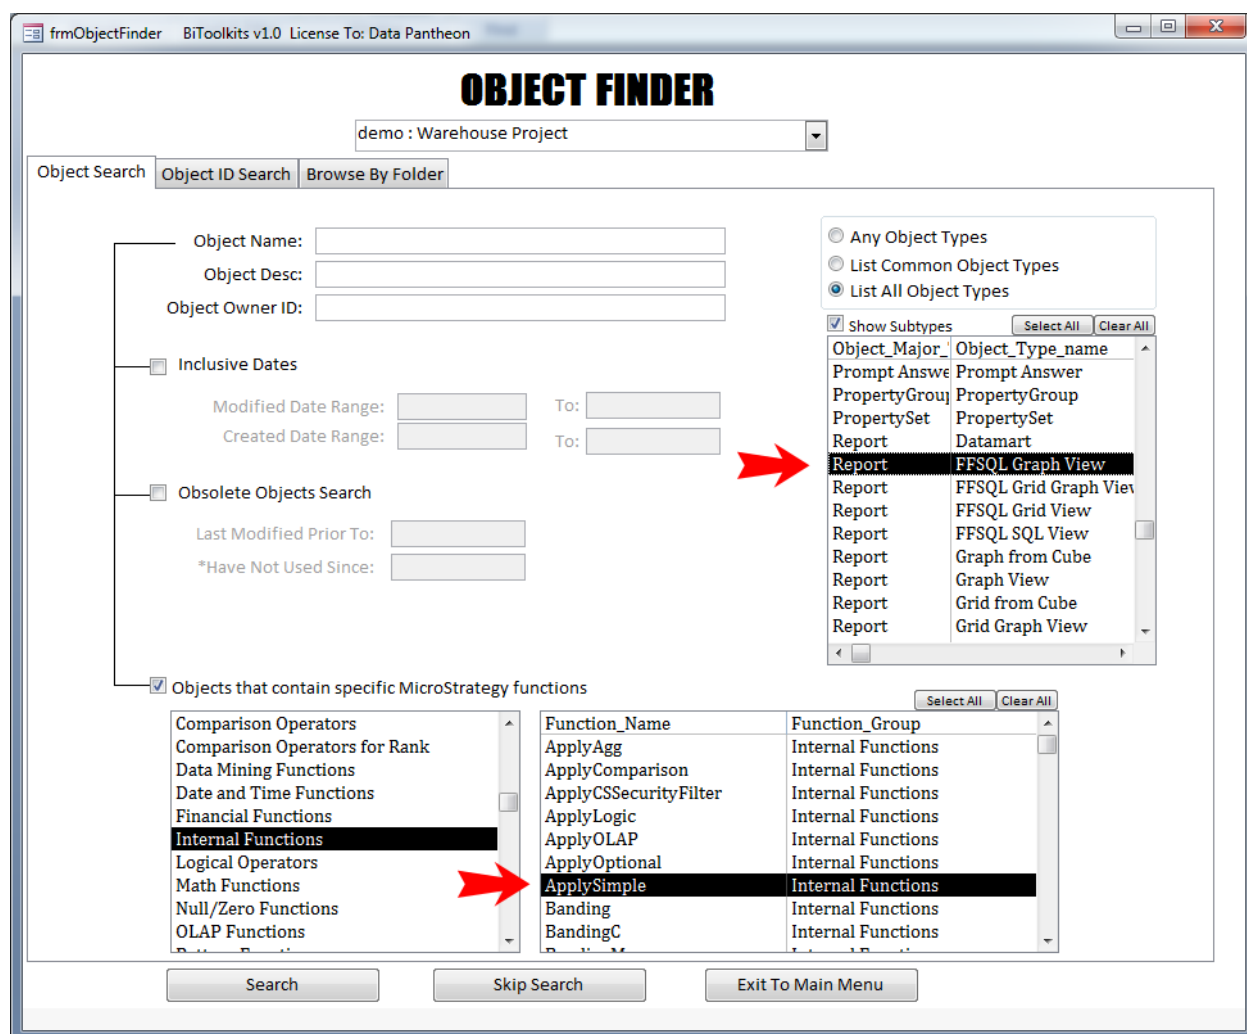 frmObjectFinder BiToolkits v1.0 License To: Data Pantheon
OBJECT FINDER
demo : Warehouse Project
Object Search Object ID Search Browse By Folder
Object Name:
Object Desc:
Object Owner ID:
Any Object Types
List Common Object Types
List All Object Types
Show Subtypes Select All Clear All
Object_Major_ Object_Type_name
Prompt Answe Prompt Answer
PropertyGrou PropertyGroup
PropertySet PropertySet
Report Datamart
Report FFSQL Graph View
Report FFSQL Grid Graph View
Report FFSQL Grid View
Report FFSQL SQL View
Report Graph from Cube
Report Graph View
Report Grid from Cube
Report Grid Graph View
Inclusive Dates
Modified Date Range: To:
Created Date Range: To:
Obsolete Objects Search
Last Modified Prior To:
*Have Not Used Since:
Objects that contain specific MicroStrategy functions
Select All Clear All
Comparison Operators
Comparison Operators for Rank
Data Mining Functions
Date and Time Functions
Financial Functions
Internal Functions
Logical Operators
Math Functions
Null/Zero Functions
OLAP Functions
Function_Name Function_Group
ApplyAgg Internal Functions
ApplyComparison Internal Functions
ApplyCSSecurityFilter Internal Functions
ApplyLogic Internal Functions
ApplyOLAP Internal Functions
ApplyOptional Internal Functions
ApplySimple Internal Functions
Banding Internal Functions
BandingC Internal Functions
Search Skip Search Exit To Main Menu